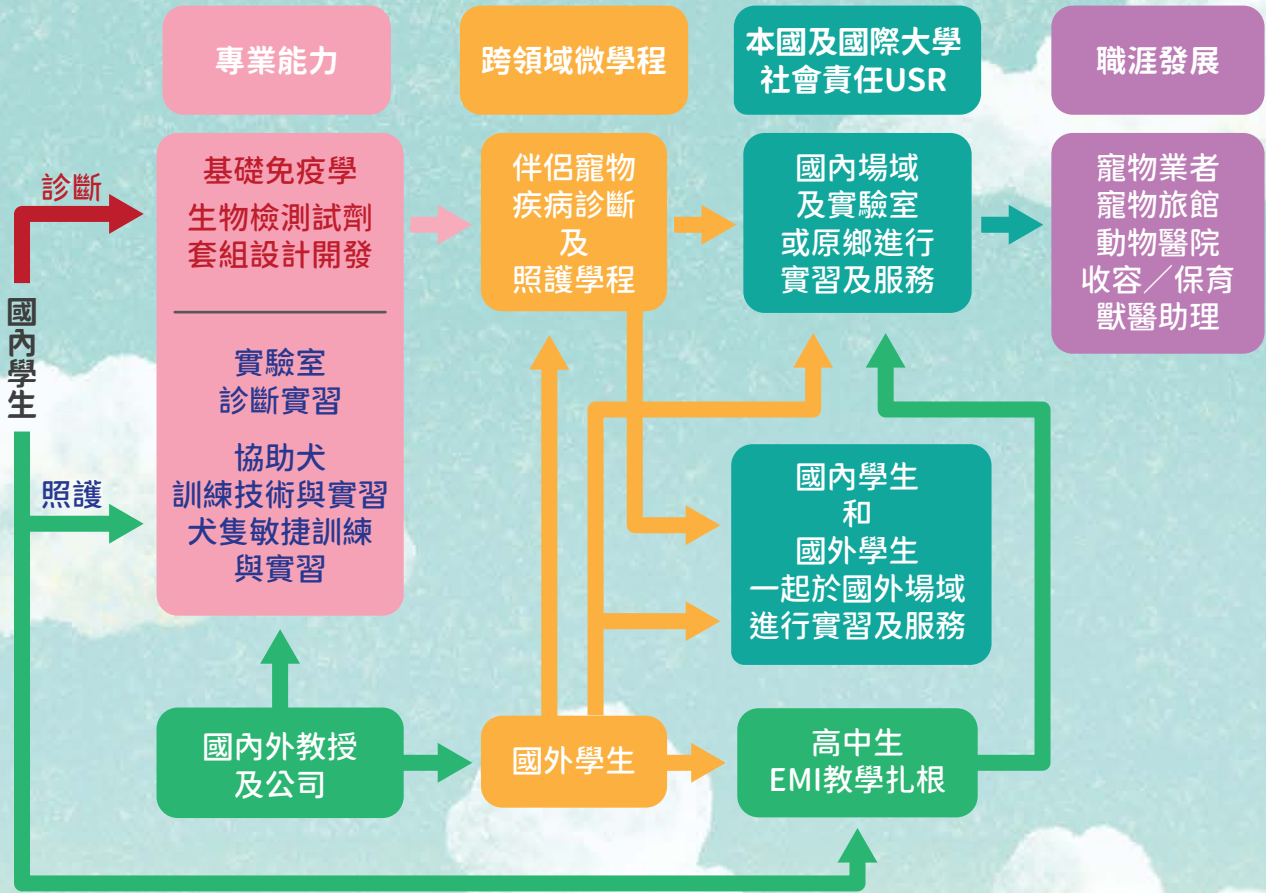 專業能力
跨領域微學程
本國及國際大學
社會責任USR
職涯發展
診斷
基礎免疫學
生物檢測試劑
套組設計開發
實驗室
診斷實習
協助犬
訓練技術與實習
犬隻敏捷訓練
與實習
國內學生
照護
伴侶寵物
疾病診斷
及
照護學程
國內場域
及實驗室
或原鄉進行
實習及服務
寵物業者
寵物旅館
動物醫院
收容／保育
獸醫助理
國內學生
和
國外學生
一起於國外場域
進行實習及服務
國內外教授
及公司
國外學生
高中生
EMI教學扎根